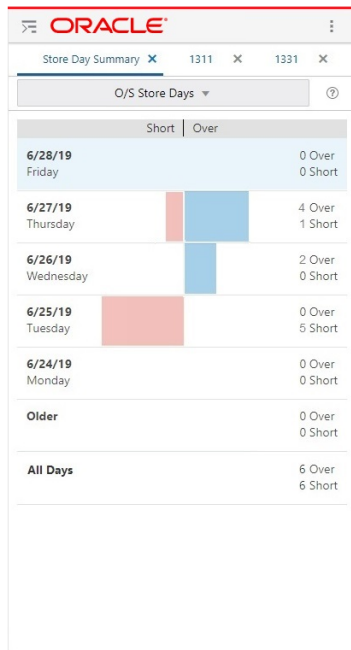 ORACLE
Store Day Summary 1311 1331
O/S Store Days
?
Short Over
6/28/19 0 Over
Friday 0 Short
6/27/19 4 Over
Thursday 1 Short
6/26/19 2 Over
Wednesday 0 Short
6/25/19 0 Over
Tuesday 5 Short
6/24/19 0 Over
Monday 0 Short
Older 0 Over
0 Short
All Days 6 Over
6 Short